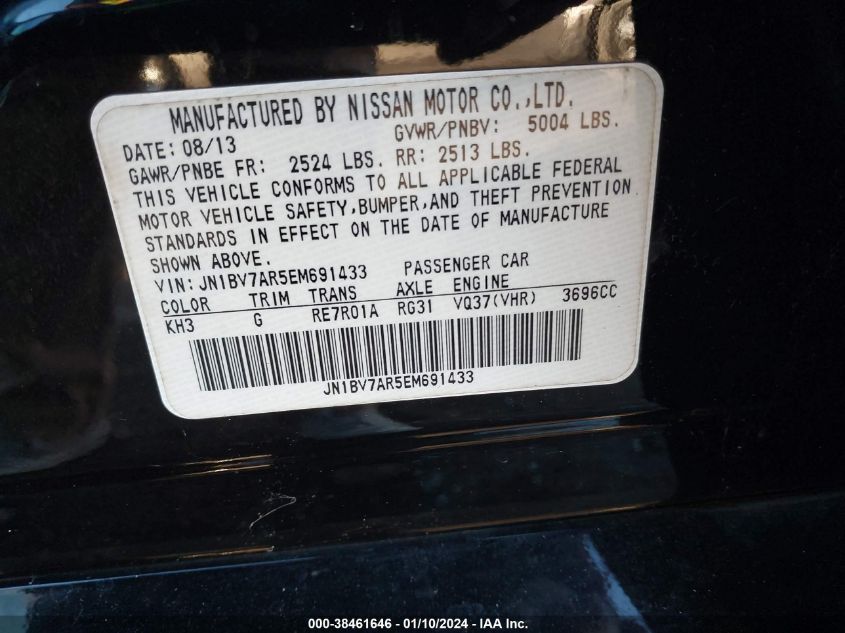 MANUFACTURED BY NISSAN MOTOR CO.,LTD.
DATE: 08/13 GVWR/PNBV: 5004 LBS.
GAWR/PNBE FR: 2524 LBS. RR: 2513 LBS.
THIS VEHICLE CONFORMS TO ALL APPLICABLE FEDERAL
MOTOR VEHICLE SAFETY,BUMPER,AND THEFT PREVENTION
STANDARDS IN EFFECT ON THE DATE OF MANUFACTURE
SHOWN ABOVE.
VIN: JN1BV7AR5EM691433 PASSENGER CAR
COLOR TRIM TRANS AXLE ENGINE
KH3 G RE7R01A RG31 VQ37(VHR) 3696CC
JN1BV7AR5EM691433
000-38461646 — 01/10/2024 — IAA Inc.